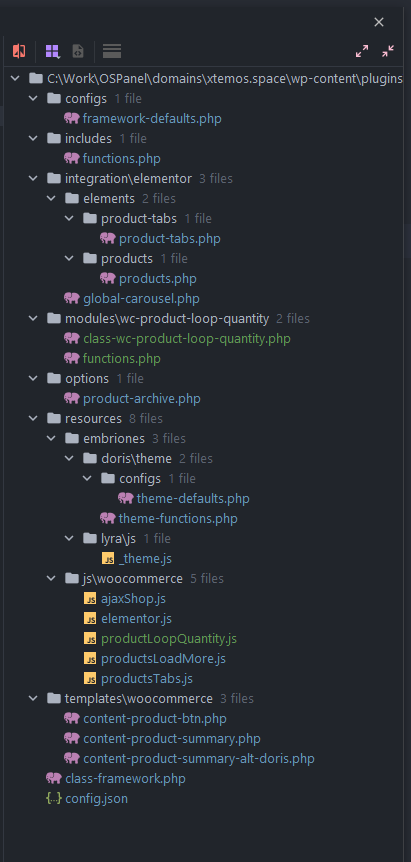 C:\Work\OSPanel\domains\xtemos.space\wp-content\plugins
configs 1 file
framework-defaults.php
includes 1 file
functions.php
integration\elementor 3 files
elements 2 files
product-tabs 1 file
product-tabs.php
products 1 file
products.php
global-carousel.php
modules\wc-product-loop-quantity 2 files
class-wc-product-loop-quantity.php
functions.php
options 1 file
product-archive.php
resources 8 files
embriones 3 files
doris\theme 2 files
configs 1 file
theme-defaults.php
theme-functions.php
lyra\js 1 file
JS _theme.js
js\woocommerce 5 files
JS ajaxShop.js
JS elementor.js
JS productLoopQuantity.js
JS productsLoadMore.js
JS productsTabs.js
templates\woocommerce 3 files
content-product-btn.php
content-product-summary.php
content-product-summary-alt-doris.php
class-framework.php
{..} config.json